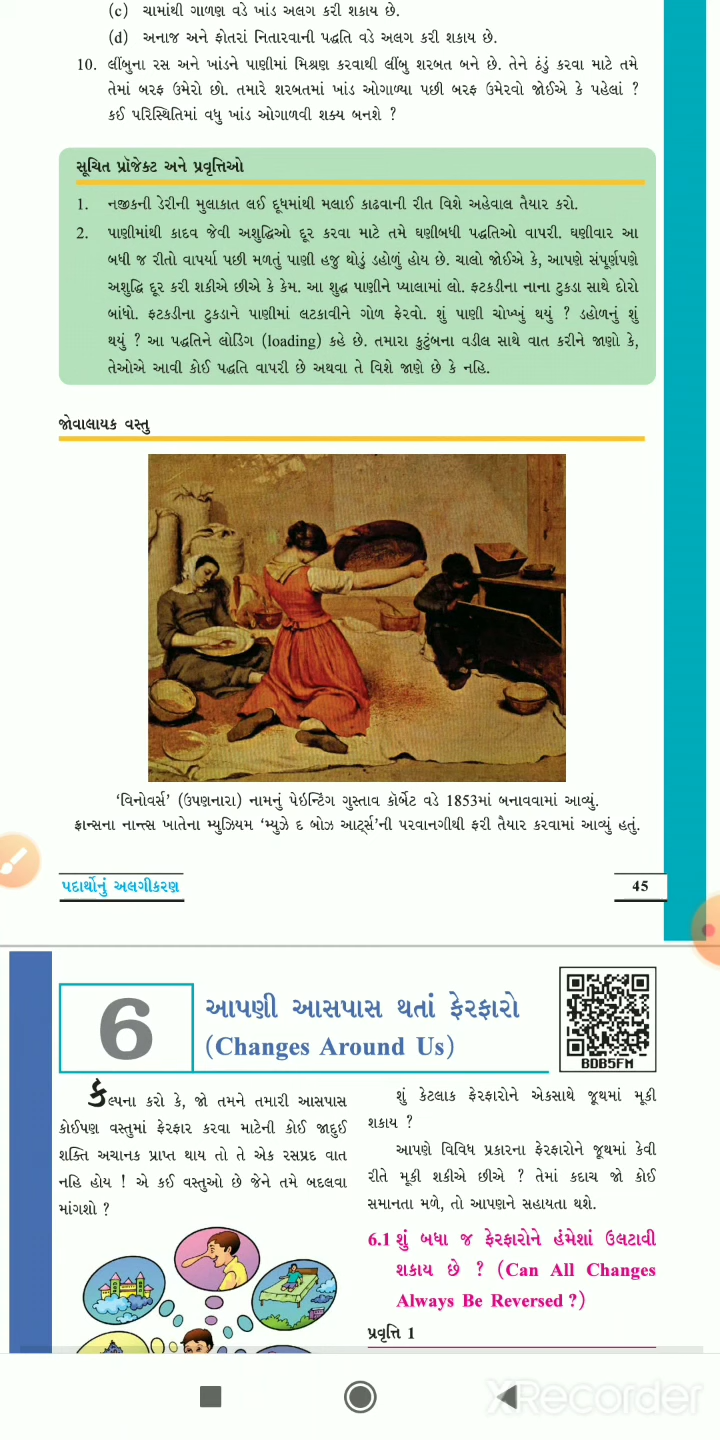 (c) ચામાંથી ગાળણ વડે ખાંડ અલગ કરી શકાય છે.
(d) અનાજ અને ફોતરાં નિતારવાની પદ્ધતિ વડે અલગ કરી શકાય છે.
10. લીંબુના રસ અને ખાંડને પાણીમાં મિશ્રણ કરવાથી લીંબુ શરબત બને છે. તેને ઠંડું કરવા માટે તમે
તેમાં બરફ ઉમેરો છો. તમારે શરબતમાં ખાંડ ઓગાળ્યા પછી બરફ ઉમેરવો જોઈએ કે પહેલાં ?
કઈ પરિસ્થિતિમાં વધુ ખાંડ ઓગાળવી શક્ય બનશે ?
સૂચિત પ્રૉજેક્ટ અને પ્રવૃત્તિઓ
1. નજીકની ડેરીની મુલાકાત લઈ દૂધમાંથી મલાઈ કાઢવાની રીત વિશે અહેવાલ તૈયાર કરો.
2. પાણીમાંથી કાદવ જેવી અશુદ્ધિઓ દૂર કરવા માટે તમે ઘણીબધી પદ્ધતિઓ વાપરી. ઘણીવાર આ
બધી જ રીતો વાપર્યા પછી મળતું પાણી હજુ થોડું ડહોળું હોય છે. ચાલો જોઈએ કે, આપણે સંપૂર્ણપણે
અશુદ્ધિ દૂર કરી શકીએ છીએ કે કેમ. આ શુદ્ધ પાણીને પ્યાલામાં લો. ફટકડીના નાના ટુકડા સાથે દોરો
બાંધો. ફટકડીના ટુકડાને પાણીમાં લટકાવીને ગોળ ફેરવો. શું પાણી ચોખ્ખું થયું ? ડહોળનું શું
થયું ? આ પદ્ધતિને લોડિંગ (loading) કહે છે. તમારા કુટુંબના વડીલ સાથે વાત કરીને જાણો કે,
તેઓએ આવી કોઈ પદ્ધતિ વાપરી છે અથવા તે વિશે જાણે છે કે નહિ.
જોવાલાયક વસ્તુ
‘વિનોવર્સ’ (ઉપણનારા) નામનું પેઇન્ટિંગ ગુસ્તાવ કૉર્બેટ વડે 1853માં બનાવવામાં આવ્યું.
ફ્રાન્સના નાન્ત્સ ખાતેના મ્યુઝિયમ ‘મ્યુઝે દ બોઝ આર્ટ્સ’ની પરવાનગીથી ફરી તૈયાર કરવામાં આવ્યું હતું.
પદાર્થોનું અલગીકરણ
45
6
આપણી આસપાસ થતાં ફેરફારો
(Changes Around Us)
BDB5FM
કલ્પના કરો કે, જો તમને તમારી આસપાસ
કોઈપણ વસ્તુમાં ફેરફાર કરવા માટેની કોઈ જાદુઈ
શક્તિ અચાનક પ્રાપ્ત થાય તો તે એક રસપ્રદ વાત
નહિ હોય ! એ કઈ વસ્તુઓ છે જેને તમે બદલવા
માંગશો ?
શું કેટલાક ફેરફારોને એકસાથે જૂથમાં મૂકી
શકાય ?
આપણે વિવિધ પ્રકારના ફેરફારોને જૂથમાં કેવી
રીતે મૂકી શકીએ છીએ ? તેમાં કદાચ જો કોઈ
સમાનતા મળે, તો આપણને સહાયતા થશે.
6.1 શું બધા જ ફેરફારોને હંમેશાં ઉલટાવી
શકાય છે ? (Can All Changes
Always Be Reversed ?)
પ્રવૃત્તિ 1
XRecorder